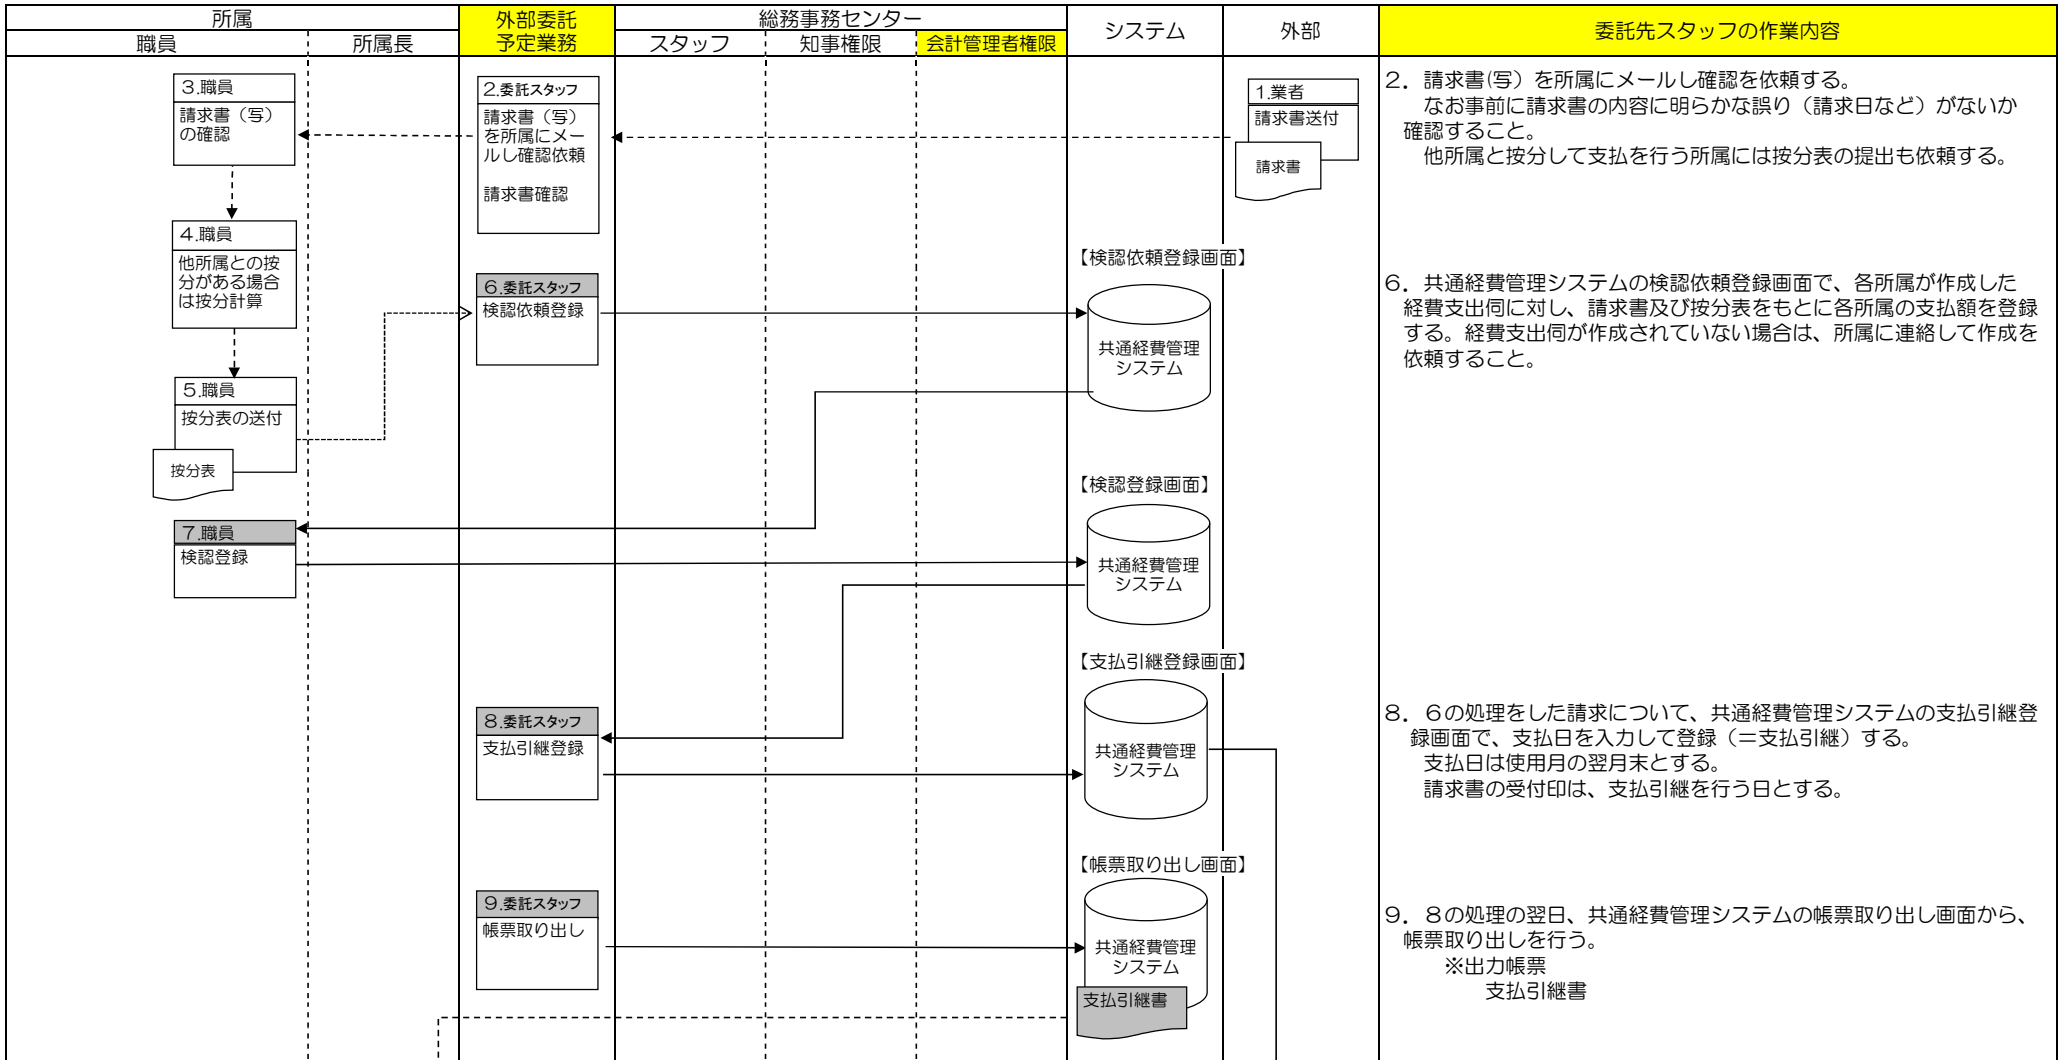 所属
職員
所属長
外部委託
予定業務
総務事務センター
スタッフ
知事権限
会計管理者権限
システム
外部
委託先スタッフの作業内容
1.業者
請求書送付
請求書
2.委託スタッフ
請求書（写）
を所属にメー
ルし確認依頼
請求書確認
3.職員
請求書（写）
の確認
2．請求書(写）を所属にメールし確認を依頼する。
なお事前に請求書の内容に明らかな誤り（請求日など）がないか
確認すること。
他所属と按分して支払を行う所属には按分表の提出も依頼する。
4.職員
他所属との按
分がある場合
は按分計算
5.職員
按分表の送付
按分表
6.委託スタッフ
検認依頼登録
【検認依頼登録画面】
共通経費管理
システム
6．共通経費管理システムの検認依頼登録画面で、各所属が作成した
経費支出伺に対し、請求書及び按分表をもとに各所属の支払額を登録
する。経費支出伺が作成されていない場合は、所属に連絡して作成を
依頼すること。
7.職員
検認登録
【検認登録画面】
共通経費管理
システム
8.委託スタッフ
支払引継登録
【支払引継登録画面】
共通経費管理
システム
8．６の処理をした請求について、共通経費管理システムの支払引継登
録画面で、支払日を入力して登録（＝支払引継）する。
支払日は使用月の翌月末とする。
請求書の受付印は、支払引継を行う日とする。
9.委託スタッフ
帳票取り出し
【帳票取り出し画面】
共通経費管理
システム
支払引継書
9．８の処理の翌日、共通経費管理システムの帳票取り出し画面から、
帳票取り出しを行う。
※出力帳票
支払引継書